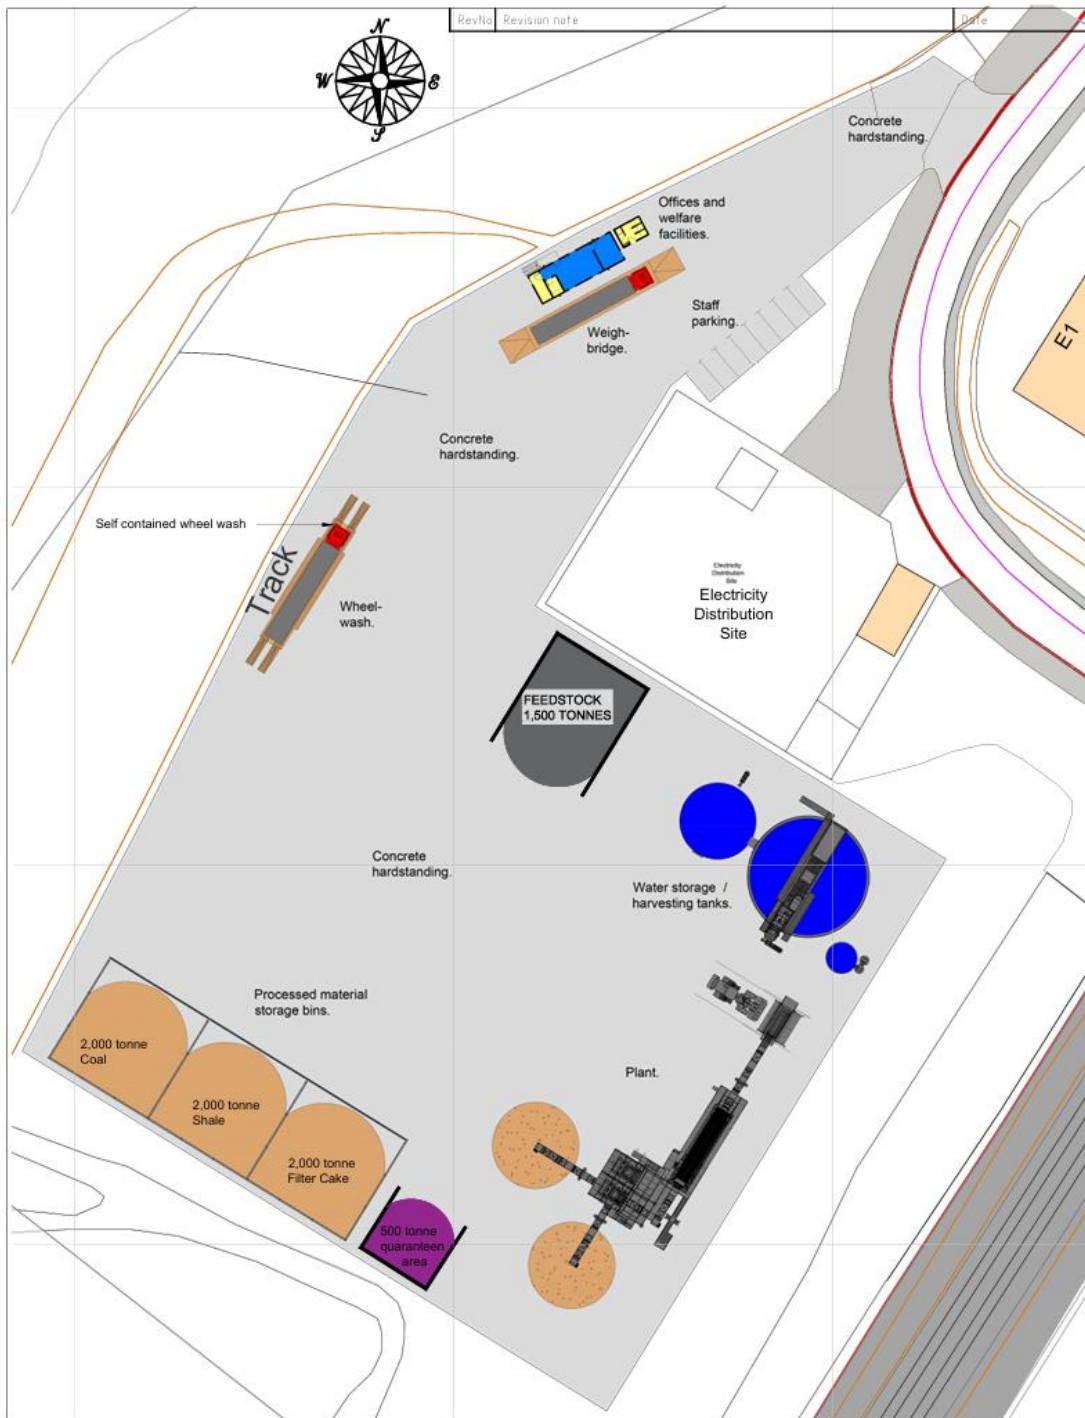 RevNo Revision note Date
N
W E
S
Concrete
hardstanding.
Offices and
welfare
facilities.
Staff
parking.
Weigh-
bridge.
E1
Concrete
hardstanding.
Self contained wheel wash
Track
Wheel-
wash.
Electricity
Distribution
Site
Electricity
Distribution
Site
FEEDSTOCK
1,500 TONNES
Concrete
hardstanding.
Water storage /
harvesting tanks.
Processed material
storage bins.
2,000 tonne
Coal
2,000 tonne
Shale
2,000 tonne
Filter Cake
Plant.
500 tonne
quaranteen
area